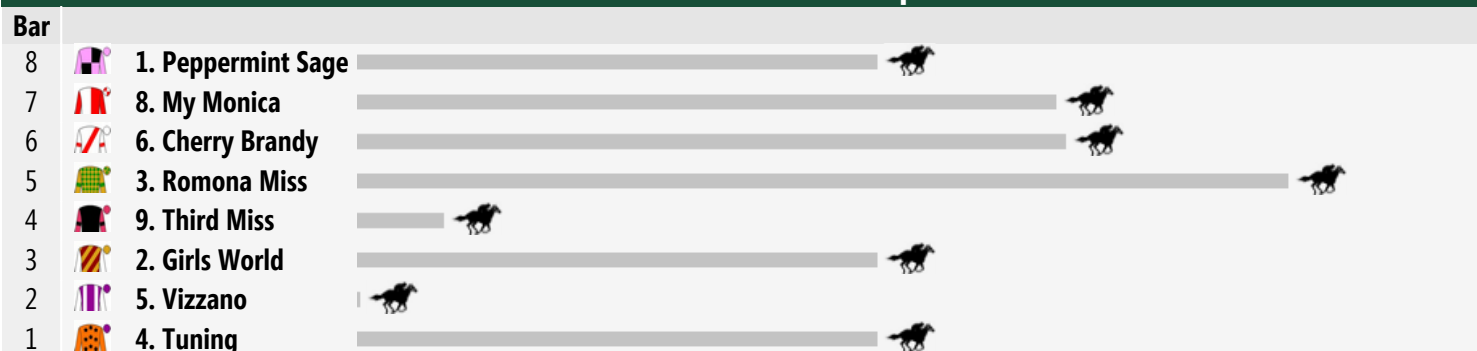 Bar
8 1. Peppermint Sage
7 8. My Monica
6 6. Cherry Brandy
5 3. Romona Miss
4 9. Third Miss
3 2. Girls World
2 5. Vizzano
1 4. Tuning